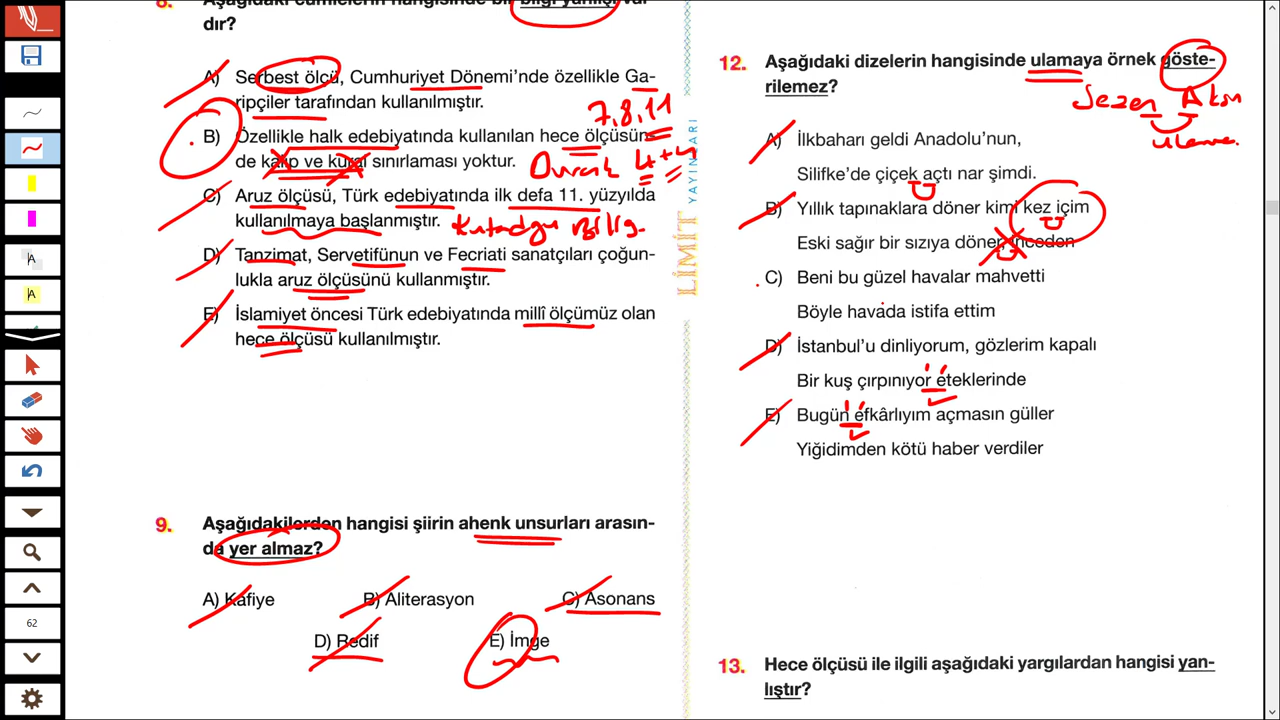 8. Aşağıdaki cümlelerin hangisinde bir bilgi yanlışı var-
dır?
A) Serbest ölçü, Cumhuriyet Dönemi'nde özellikle Ga-
ripçiler tarafından kullanılmıştır.
7,8,11
B) Özellikle halk edebiyatında kullanılan hece ölçüsün-
de kalıp ve kural sınırlaması yoktur.
Durak 4+4
C) Aruz ölçüsü, Türk edebiyatında ilk defa 11. yüzyılda
kullanılmaya başlanmıştır.
Kutadgu Bilig.
D) Tanzimat, Servetifünun ve Fecriati sanatçıları çoğun-
lukla aruz ölçüsünü kullanmıştır.
E) İslamiyet öncesi Türk edebiyatında millî ölçümüz olan
hece ölçüsü kullanılmıştır.
9. Aşağıdakilerden hangisi şiirin ahenk unsurları arasın-
da yer almaz?
A) Kafiye B) Aliterasyon C) Asonans
D) Redif E) İmge
LİMİT YAYINLARI
12. Aşağıdaki dizelerin hangisinde ulamaya örnek göste-
rilemez?
Sezen Aksu
ulama.
A) İlkbaharı geldi Anadolu'nun,
Silifke'de çiçek açtı nar şimdi.
B) Yıllık tapınaklara döner kimi kez içim
Eski sağır bir sızıya döner, inceden
C) Beni bu güzel havalar mahvetti
Böyle havada istifa ettim
D) İstanbul'u dinliyorum, gözlerim kapalı
Bir kuş çırpınıyor eteklerinde
E) Bugün efkârlıyım açmasın güller
Yiğidimden kötü haber verdiler
13. Hece ölçüsü ile ilgili aşağıdaki yargılardan hangisi yan-
lıştır?
A
A
62